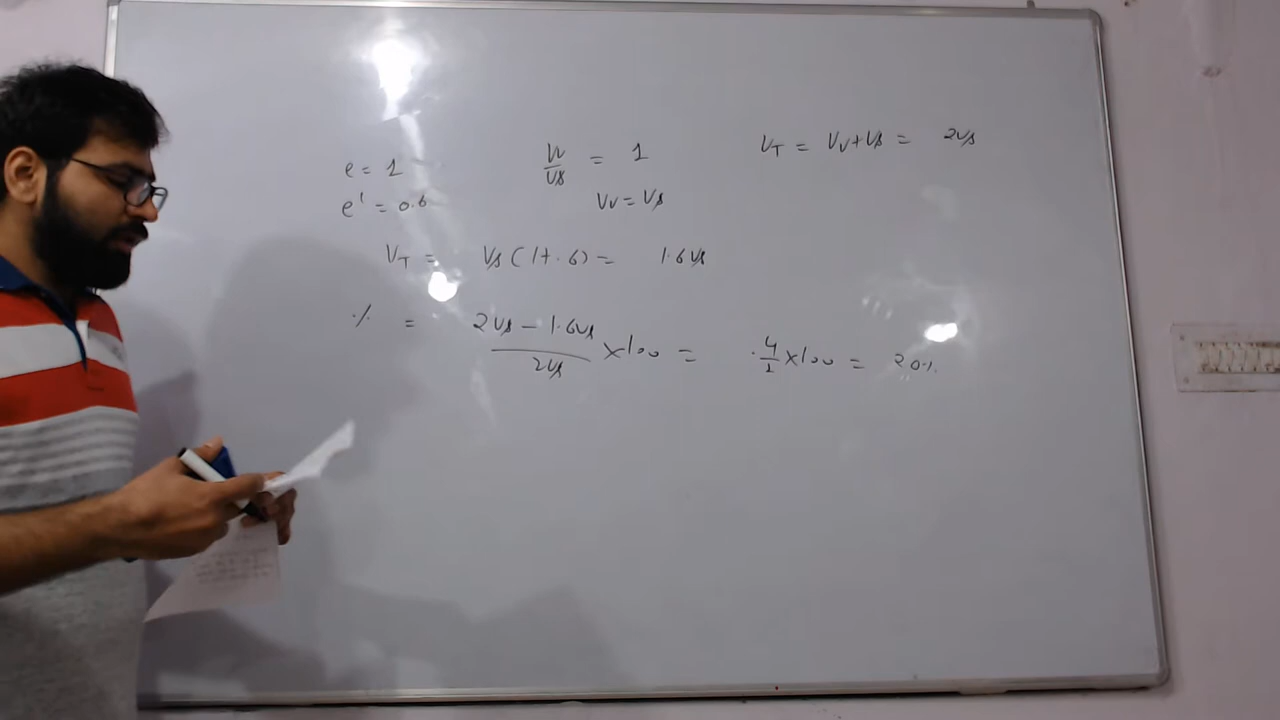 e = 1
Vv/Vs = 1
VT = Vv+Vs = 2Vs
e' = 0.6
Vv = Vs
VT = Vs (1+.6) = 1.6Vs
% = (2Vs - 1.6Vs)/2Vs ×100 = .4/2 ×100 = 20%